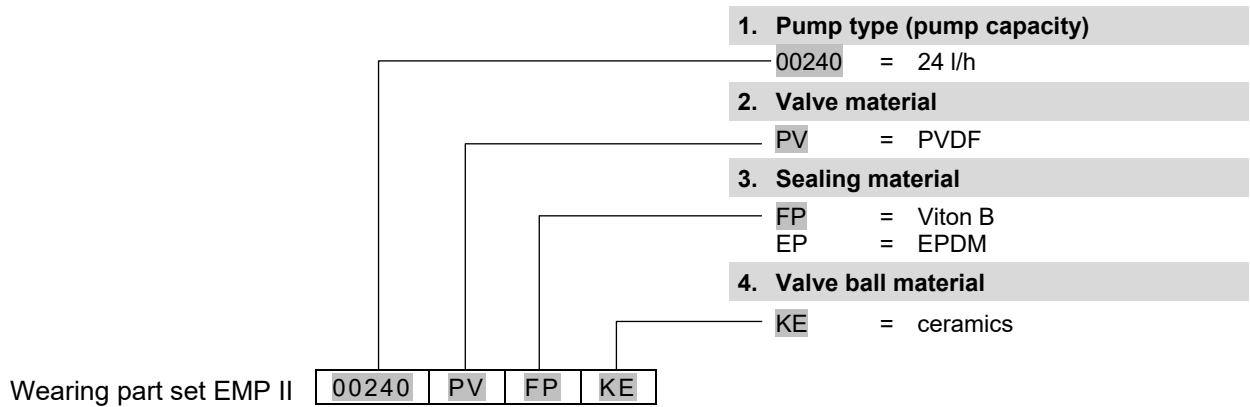 1. Pump type (pump capacity)
00240 = 24 l/h
2. Valve material
PV = PVDF
3. Sealing material
FP = Viton B
EP = EPDM
4. Valve ball material
KE = ceramics
Wearing part set EMP II 00240 PV FP KE